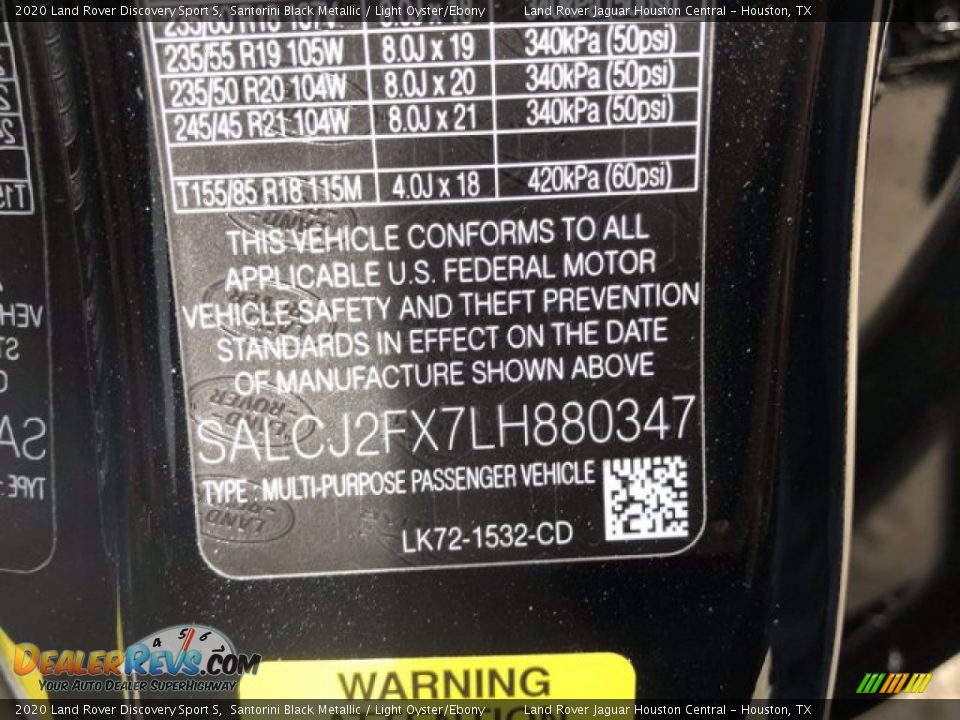 2020 Land Rover Discovery Sport S, Santorini Black Metallic / Light Oyster/Ebony Land Rover Jaguar Houston Central - Houston, TX
235/55 R19 105W 8.0J x 19 340kPa (50psi)
235/50 R20 104W 8.0J x 20 340kPa (50psi)
245/45 R21 104W 8.0J x 21 340kPa (50psi)
T155/85 R18 115M 4.0J x 18 420kPa (60psi)
THIS VEHICLE CONFORMS TO ALL
APPLICABLE U.S. FEDERAL MOTOR
VEHICLE SAFETY AND THEFT PREVENTION
STANDARDS IN EFFECT ON THE DATE
OF MANUFACTURE SHOWN ABOVE
SALCJ2FX7LH880347
TYPE : MULTI-PURPOSE PASSENGER VEHICLE
LK72-1532-CD
WARNING
4 5 6
DealerRevs.com
Your Auto Dealer SuperHighway
2020 Land Rover Discovery Sport S, Santorini Black Metallic / Light Oyster/Ebony Land Rover Jaguar Houston Central - Houston, TX